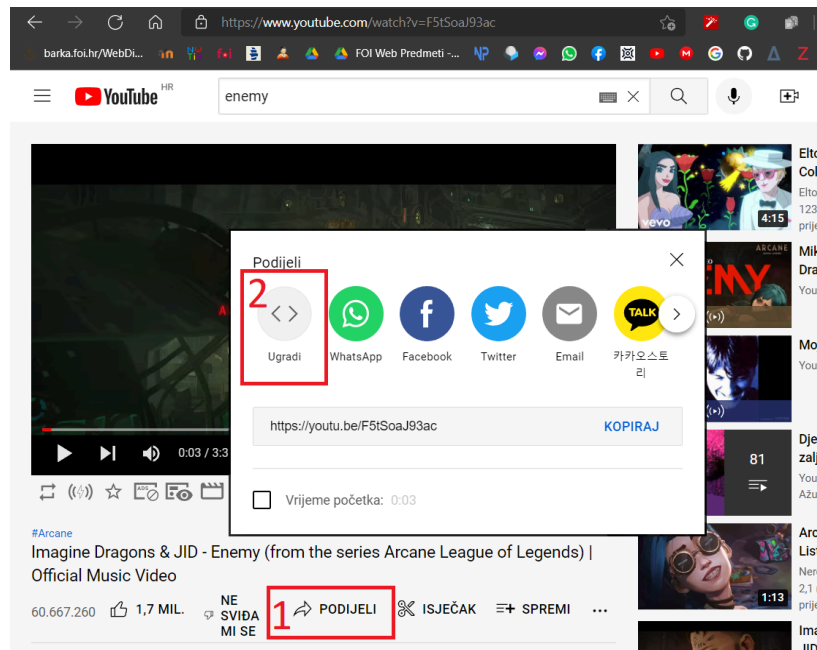 https://www.youtube.com/watch?v=F5tSoaJ93ac
barka.foi.hr/WebDi...
FOI Web Predmeti -...
YouTube HR
enemy
Podijeli
2
Ugradi
WhatsApp
Facebook
Twitter
Email
TALK
카카오스토
리
https://youtu.be/F5tSoaJ93ac
KOPIRAJ
Vrijeme početka: 0:03
0:03 / 3:3
#Arcane
Imagine Dragons & JID - Enemy (from the series Arcane League of Legends) |
Official Music Video
60.667.260
1,7 MIL.
NE
SVIĐA
MI SE
1
PODIJELI
ISJEČAK
SPREMI
...
vevo
4:15
Elto
Col
Elto
123
prije
ARCANE
MY
Mik
Dra
You
Mo
You
81
Dje
zalj
You
Ažu
1:13
Arc
List
Nero
2,1
prije
Ima
JID